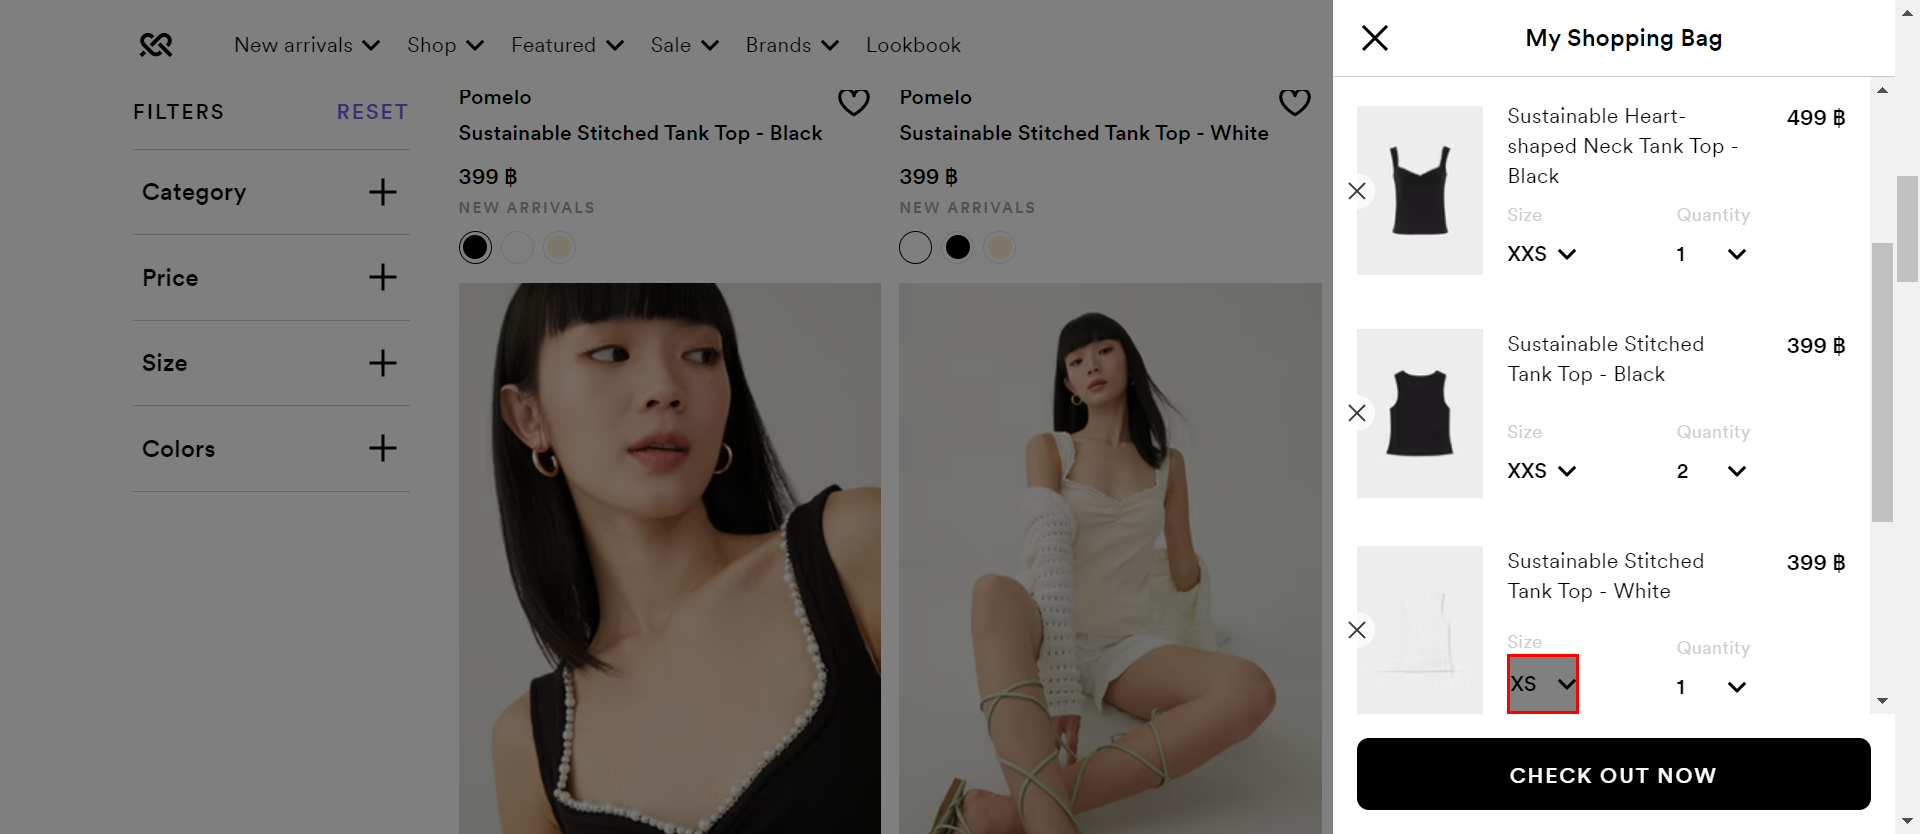 New arrivals
Shop
Featured
Sale
Brands
Lookbook
FILTERS
RESET
Category
Price
Size
Colors
Pomelo
Sustainable Stitched Tank Top - Black
399 ฿
NEW ARRIVALS
Pomelo
Sustainable Stitched Tank Top - White
399 ฿
NEW ARRIVALS
My Shopping Bag
Sustainable Heart-
shaped Neck Tank Top -
Black
499 ฿
Size
Quantity
XXS
1
Sustainable Stitched
Tank Top - Black
399 ฿
Size
Quantity
XXS
2
Sustainable Stitched
Tank Top - White
399 ฿
Size
Quantity
XS
1
CHECK OUT NOW